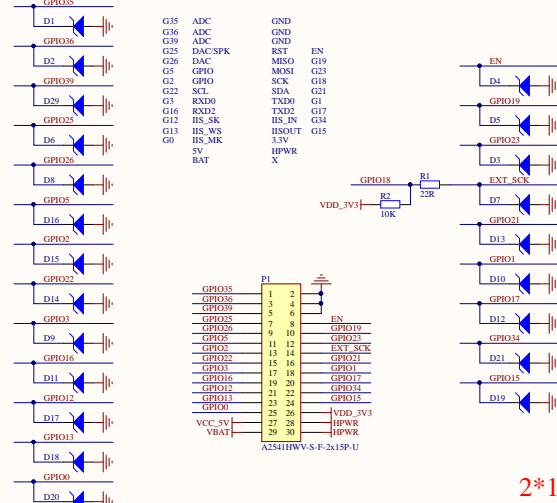 GPIO35
D1
GPIO36
D2
GPIO39
D29
GPIO25
D6
GPIO26
D8
GPIO5
D16
GPIO2
D15
GPIO22
D14
GPIO3
D9
GPIO16
D11
GPIO12
D17
GPIO13
D18
GPIO0
D20
G35 ADC GND
G36 ADC GND
G39 ADC GND
G25 DAC/SPK RST EN
G26 DAC MISO G19
G5 GPIO MOSI G23
G2 GPIO SCK G18
G22 SCL SDA G21
G3 RXD0 TXD0 G1
G16 RXD2 TXD2 G17
G12 IIS_SK IIS_IN G34
G13 IIS_WS IISOUT G15
G0 IIS_MK 3.3V
5V HPWR
BAT X
GPIO18 R1
22R
VDD_3V3 R2
10K
P1
GPIO35 1 2
GPIO36 3 4
GPIO39 5 6
GPIO25 7 8 EN
GPIO26 9 10 GPIO19
GPIO5 11 12 GPIO23
GPIO2 13 14 EXT_SCK
GPIO22 15 16 GPIO21
GPIO3 17 18 GPIO1
GPIO16 19 20 GPIO17
GPIO12 21 22 GPIO34
GPIO13 23 24 GPIO15
GPIO0 25 26 VDD_3V3
VCC_5V 27 28 HPWR
VBAT 29 30 HPWR
A2541HWV-S-F-2x15P-U
EN
D4
GPIO19
D5
GPIO23
D3
EXT_SCK
D7
GPIO21
D13
GPIO1
D10
GPIO17
D12
GPIO34
D21
GPIO15
D19
2*1